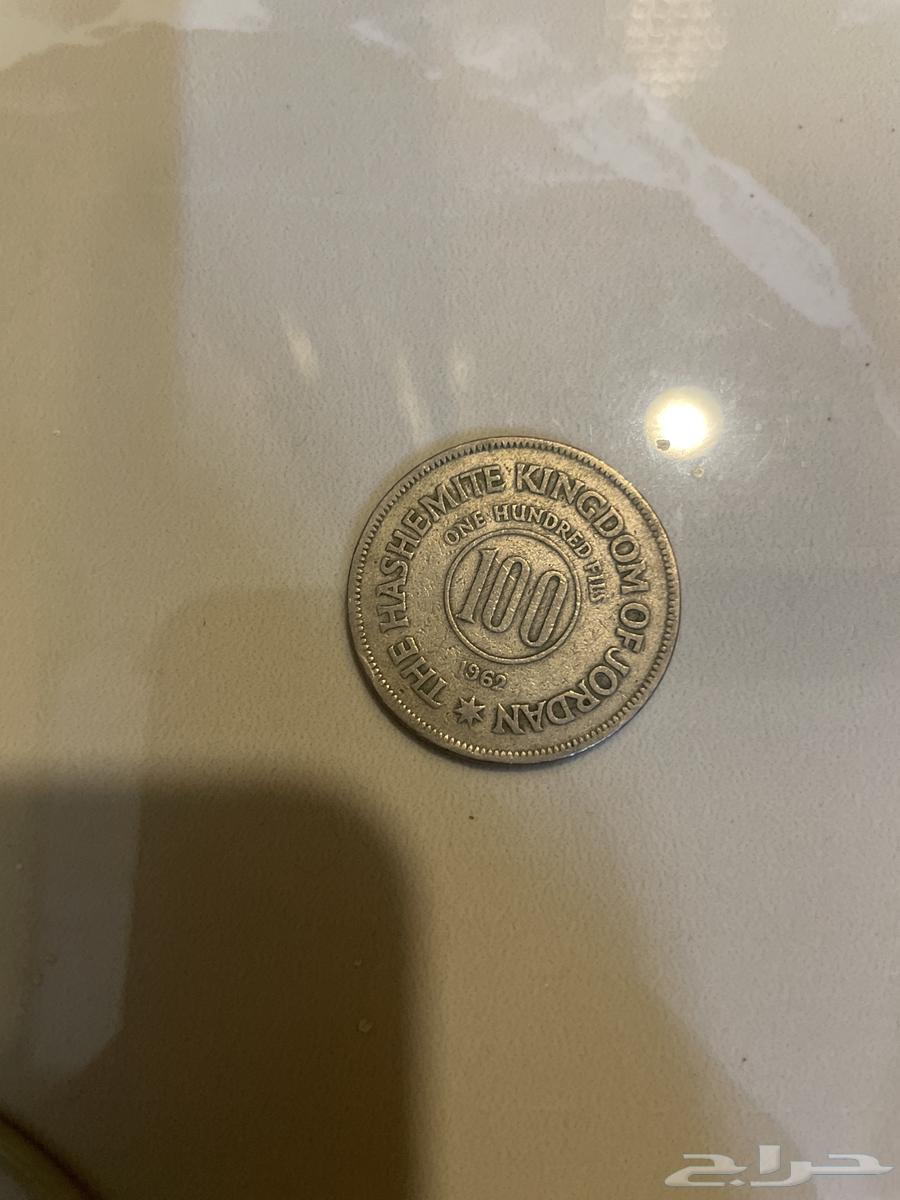 THE HASHEMITE KINGDOM OF JORDAN
ONE HUNDRED FILS
100
1962
حراج